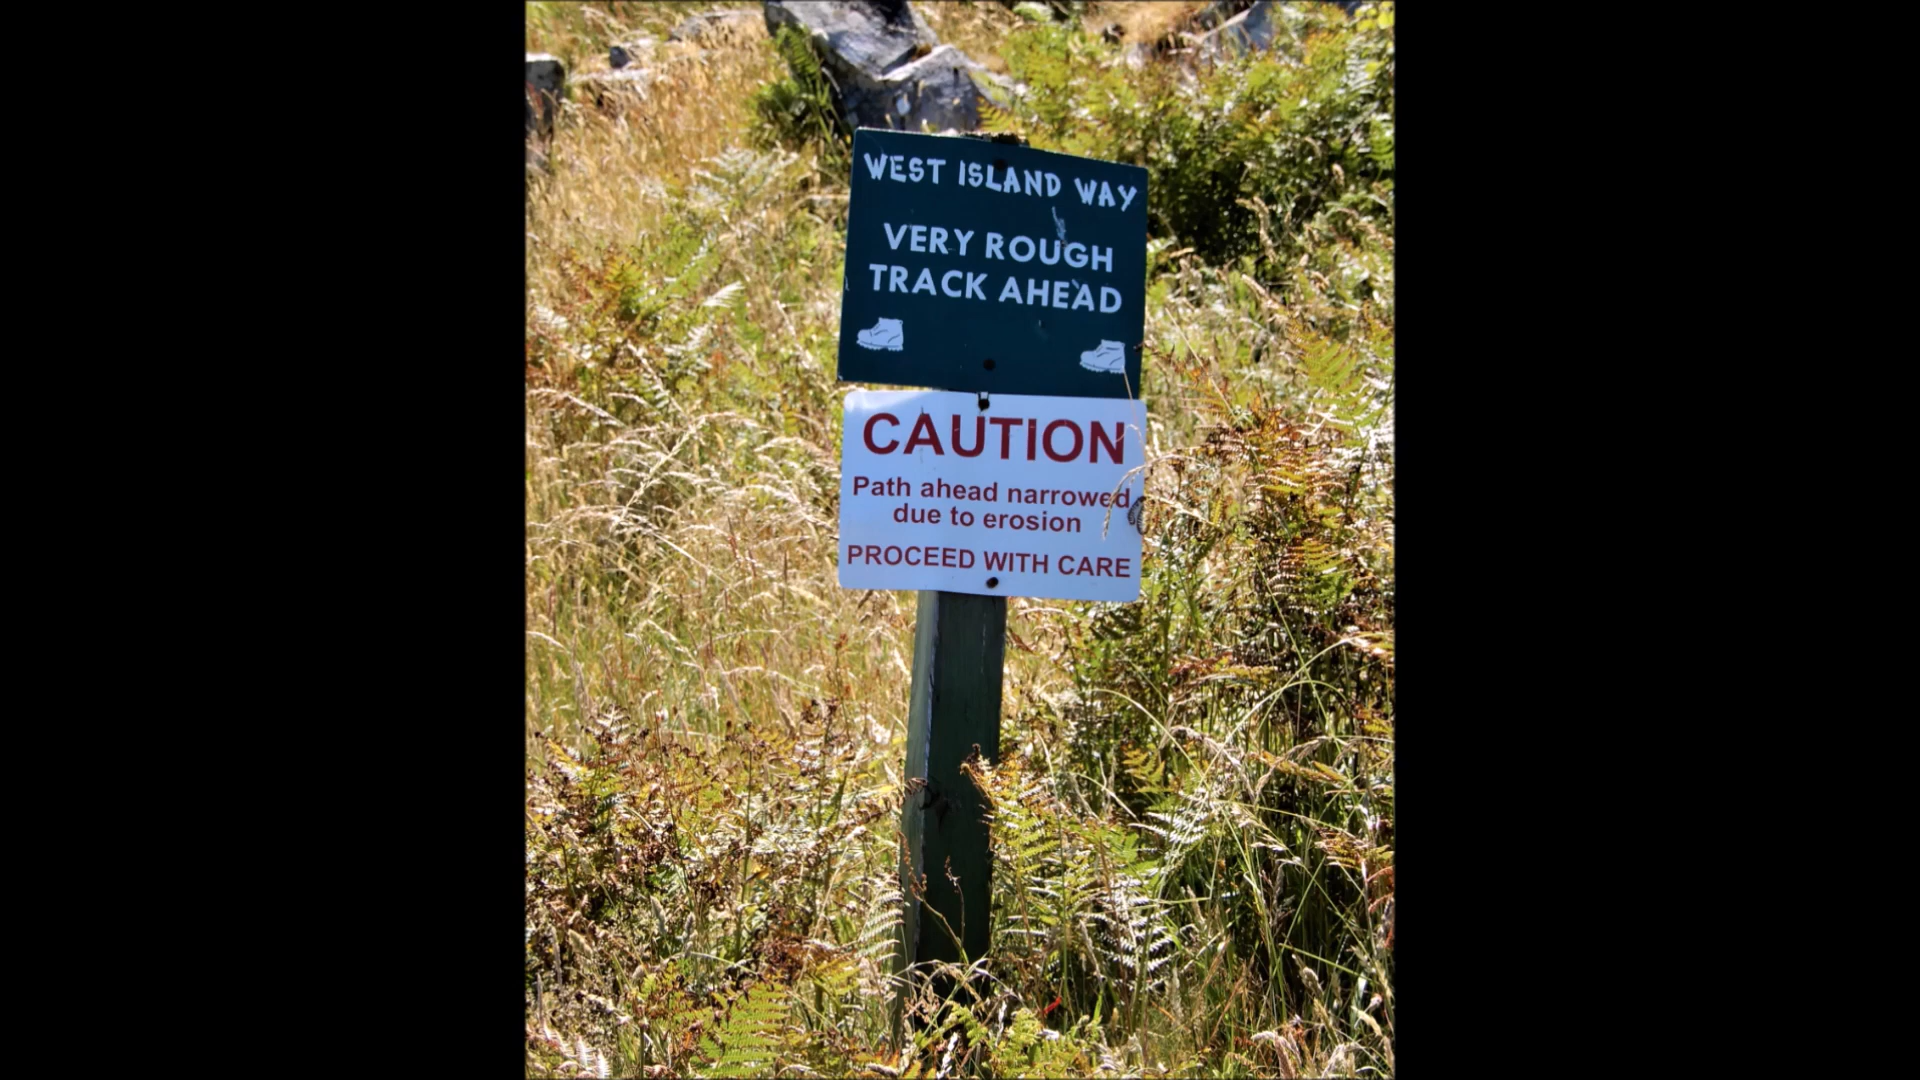 WEST ISLAND WAY
VERY ROUGH
TRACK AHEAD
CAUTION
Path ahead narrowed
due to erosion
PROCEED WITH CARE